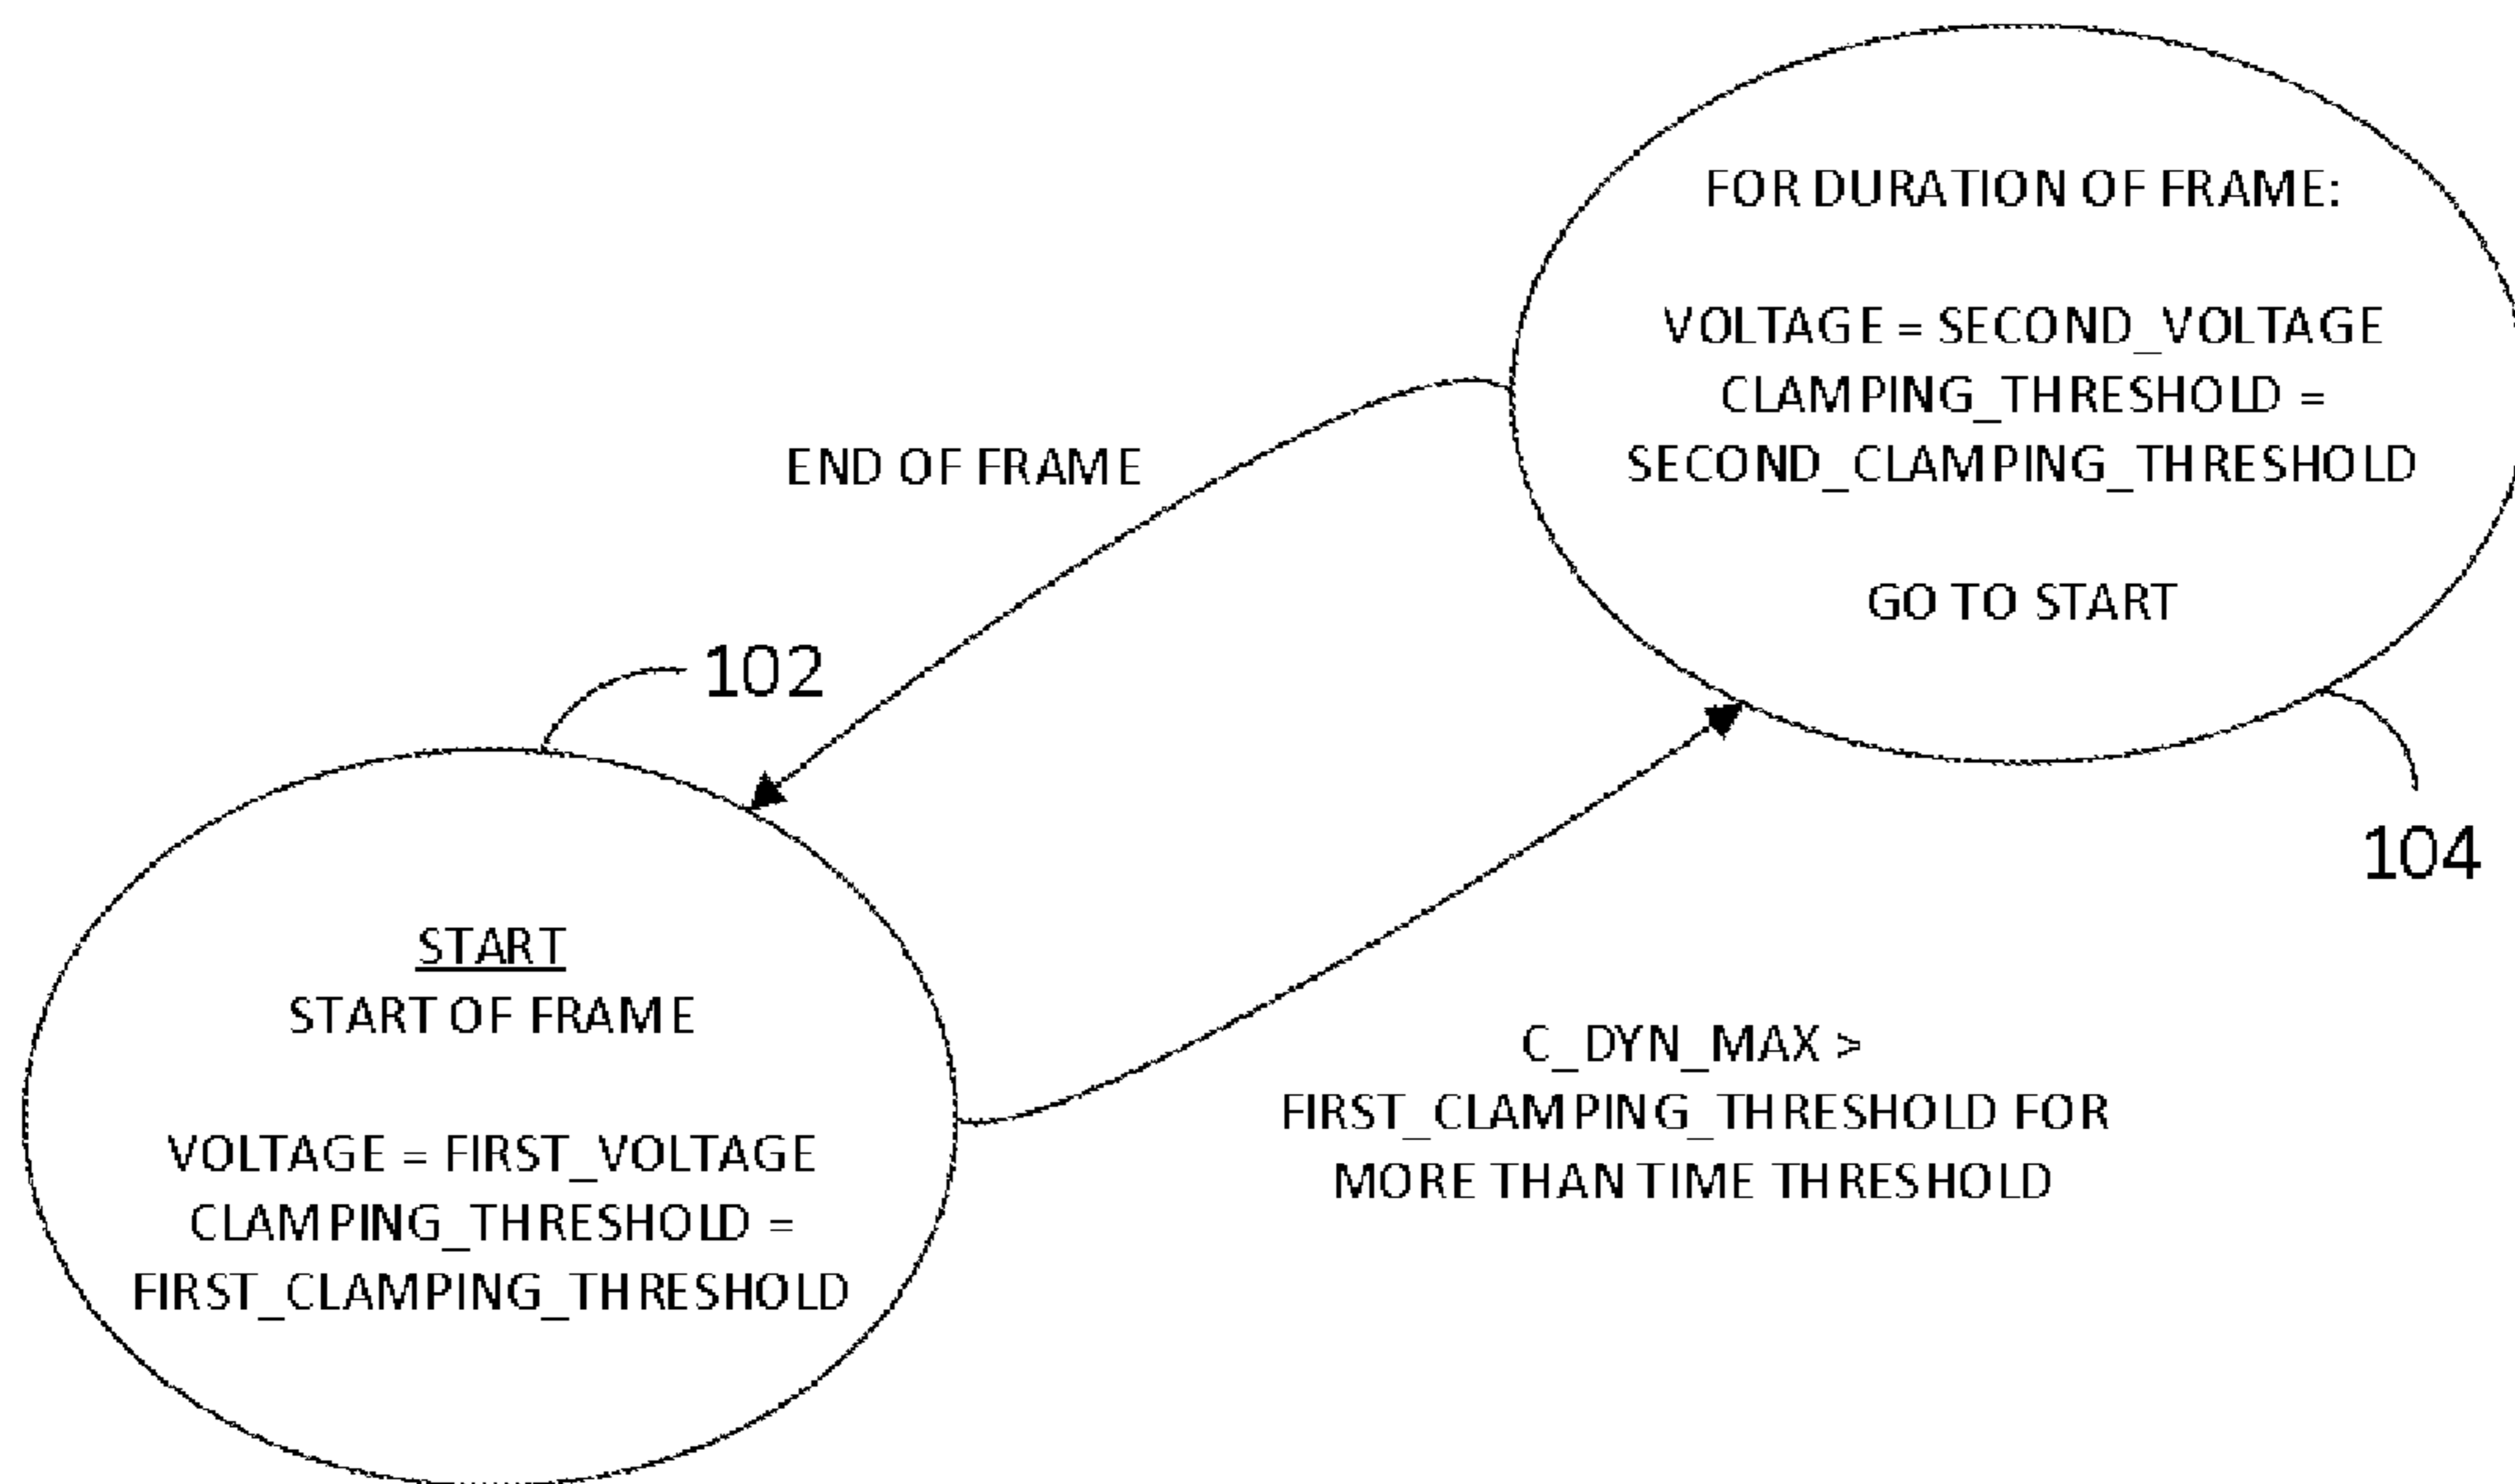 FOR DURATION OF FRAME:
VOLTAGE = SECOND_VOLTAGE
CLAMPING_THRESHOLD =
SECOND_CLAMPING_THRESHOLD
GO TO START
END OF FRAME
102
104
START
START OF FRAME
VOLTAGE = FIRST_VOLTAGE
CLAMPING_THRESHOLD =
FIRST_CLAMPING_THRESHOLD
C_DYN_MAX >
FIRST_CLAMPING_THRESHOLD FOR
MORE THAN TIME THRESHOLD